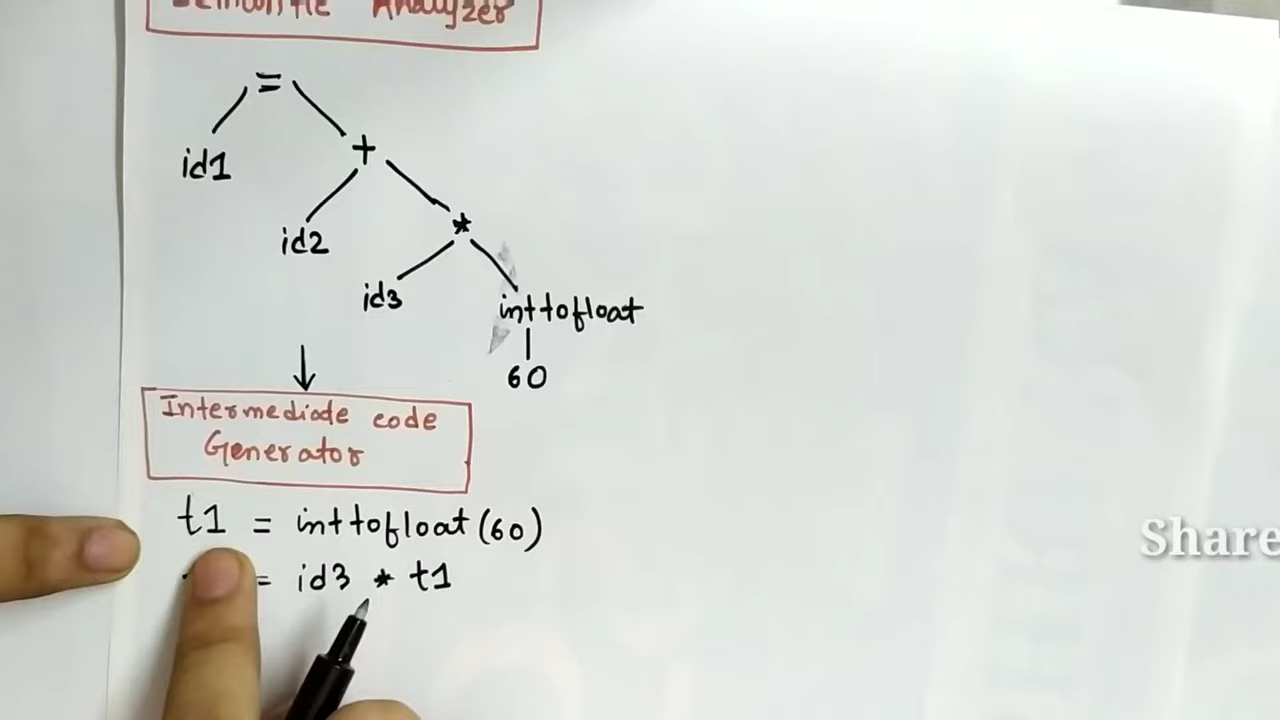 Semantic Analyzer
=
id1
+
id2
*
id3
inttofloat
60
Intermediate code
Generator
t1 = inttofloat(60)
= id3 * t1
Share